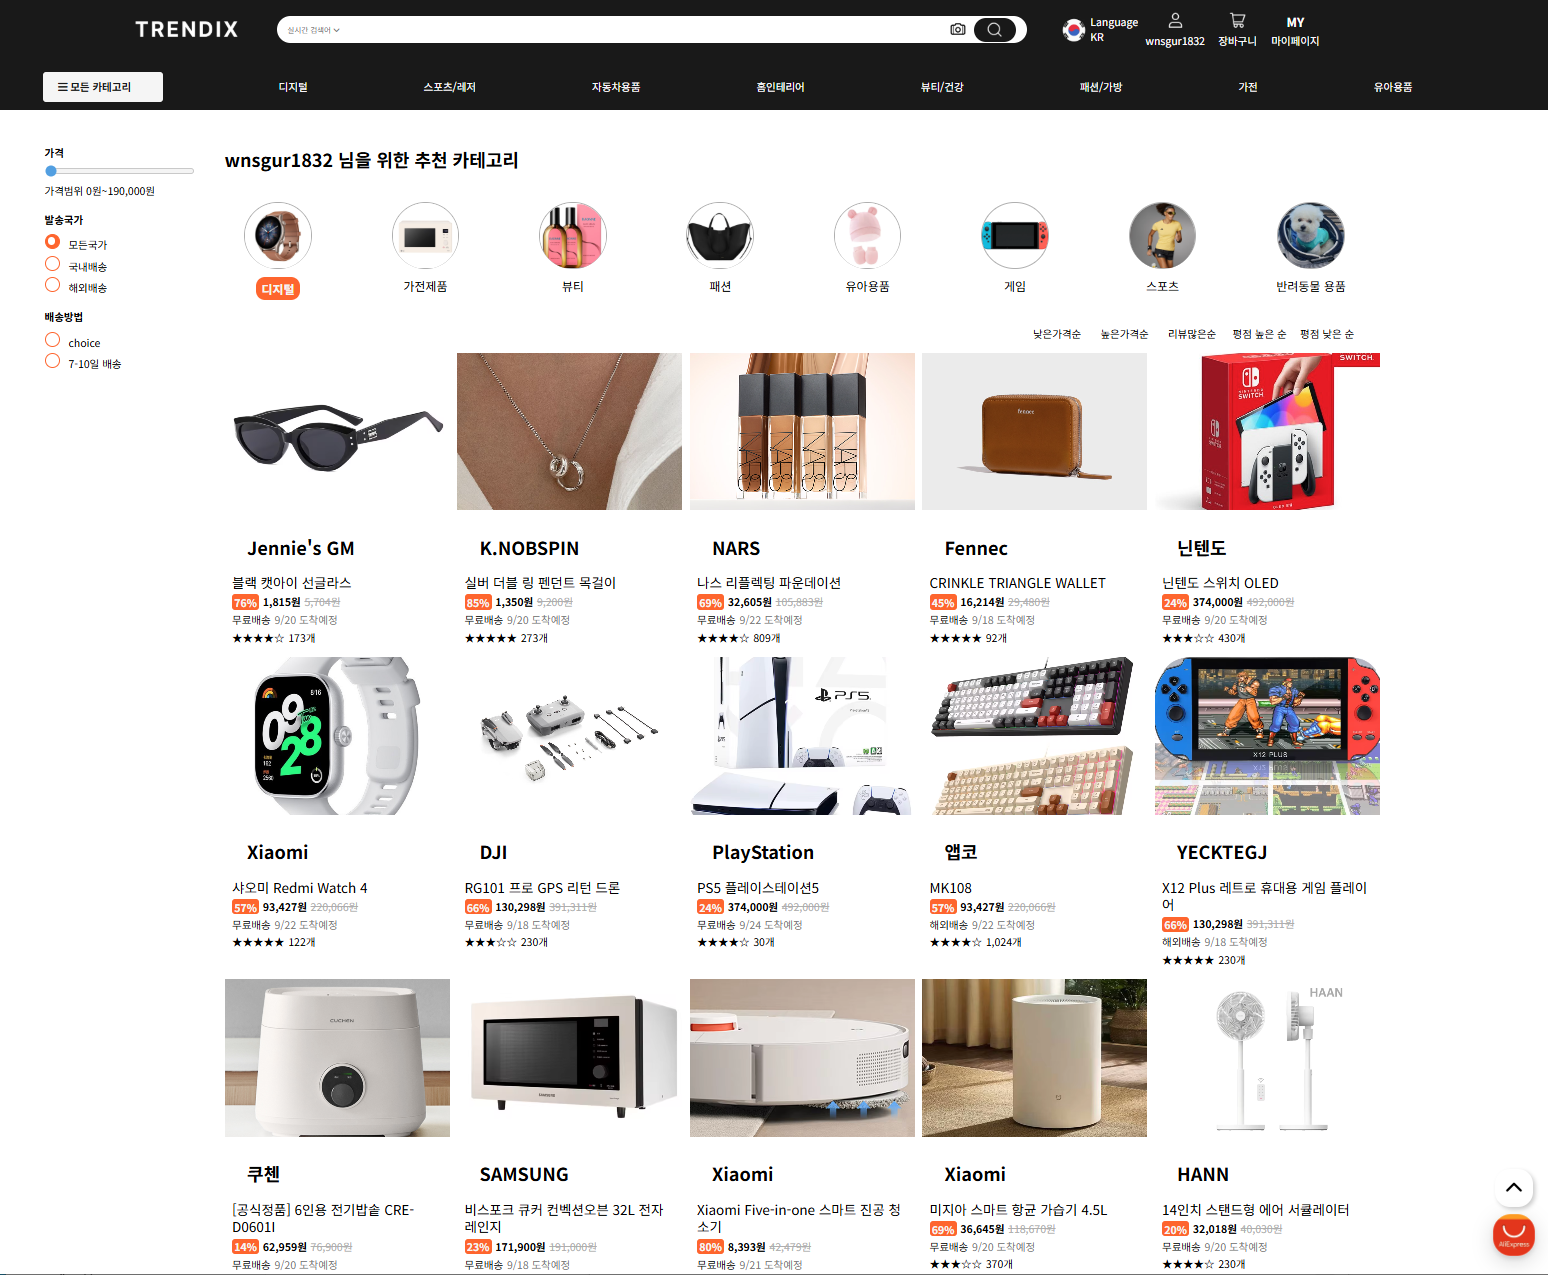 TRENDIX
실시간 검색어
Language
KR
wnsgur1832
장바구니
MY
마이페이지
모든 카테고리
디지털
스포츠/레저
자동차용품
홈인테리어
뷰티/건강
패션/가방
가전
유아용품
가격
가격범위 0원~190,000원
발송국가
모든국가
국내배송
해외배송
배송방법
choice
7-10일 배송
wnsgur1832 님을 위한 추천 카테고리
디지털
가전제품
뷰티
패션
유아용품
게임
스포츠
반려동물 용품
낮은가격순
높은가격순
리뷰많은순
평점 높은 순
평점 낮은 순
Jennie's GM
블랙 캣아이 선글라스
76% 1,815원 5,704원
무료배송 9/20 도착예정
★★★★☆ 173개
K.NOBSPIN
실버 더블 링 펜던트 목걸이
85% 1,350원 9,200원
무료배송 9/20 도착예정
★★★★★ 273개
NARS
NARS
NARS
NARS
NARS
나스 리플렉팅 파운데이션
69% 32,605원 105,883원
무료배송 9/22 도착예정
★★★★☆ 809개
fennec
Fennec
CRINKLE TRIANGLE WALLET
45% 16,214원 29,480원
무료배송 9/18 도착예정
★★★★★ 92개
SWITCH
SWITCH
닌텐도
닌텐도 스위치 OLED
24% 374,000원 492,000원
무료배송 9/20 도착예정
★★★☆☆ 430개
8/16
09
28
Xiaomi
샤오미 Redmi Watch 4
57% 93,427원 220,066원
무료배송 9/22 도착예정
★★★★★ 122개
DJI
RG101 프로 GPS 리턴 드론
66% 130,298원 391,311원
무료배송 9/18 도착예정
★★★☆☆ 230개
PS5
PlayStation
PS5 플레이스테이션5
24% 374,000원 492,000원
무료배송 9/24 도착예정
★★★★☆ 30개
앱코
MK108
57% 93,427원 220,066원
해외배송 9/22 도착예정
★★★★☆ 1,024개
X12 PLUS
YECKTEGJ
X12 Plus 레트로 휴대용 게임 플레이
어
66% 130,298원 391,311원
해외배송 9/18 도착예정
★★★★★ 230개
CUCHEN
쿠첸
[공식정품] 6인용 전기밥솥 CRE-
D0601I
14% 62,959원 76,900원
무료배송 9/20 도착예정
SAMSUNG
SAMSUNG
비스포크 큐커 컨벡션오븐 32L 전자
레인지
23% 171,900원 191,000원
무료배송 9/18 도착예정
Xiaomi
Xiaomi Five-in-one 스마트 진공 청
소기
80% 8,393원 42,479원
무료배송 9/21 도착예정
Xiaomi
미지아 스마트 항균 가습기 4.5L
69% 36,645원 118,670원
무료배송 9/20 도착예정
★★★☆☆ 370개
HAAN
HANN
14인치 스탠드형 에어 서큘레이터
20% 32,018원 40,030원
무료배송 9/20 도착예정
★★★★☆ 230개
AliExpress